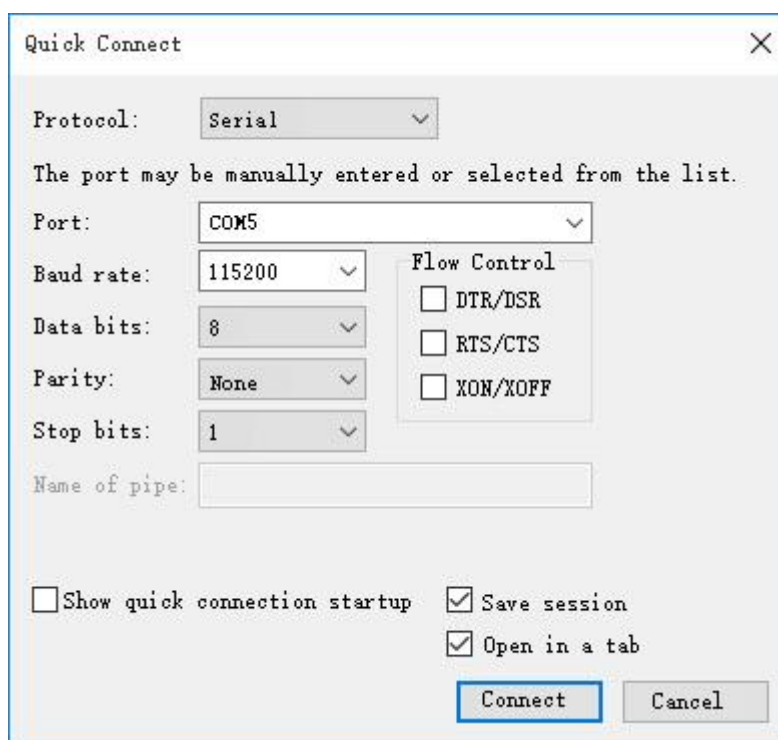 Quick Connect
Protocol: Serial
The port may be manually entered or selected from the list.
Port: COM5
Baud rate: 115200
Flow Control
DTR/DSR
Data bits: 8
RTS/CTS
Parity: None
XON/XOFF
Stop bits: 1
Name of pipe:
Show quick connection startup
Save session
Open in a tab
Connect
Cancel